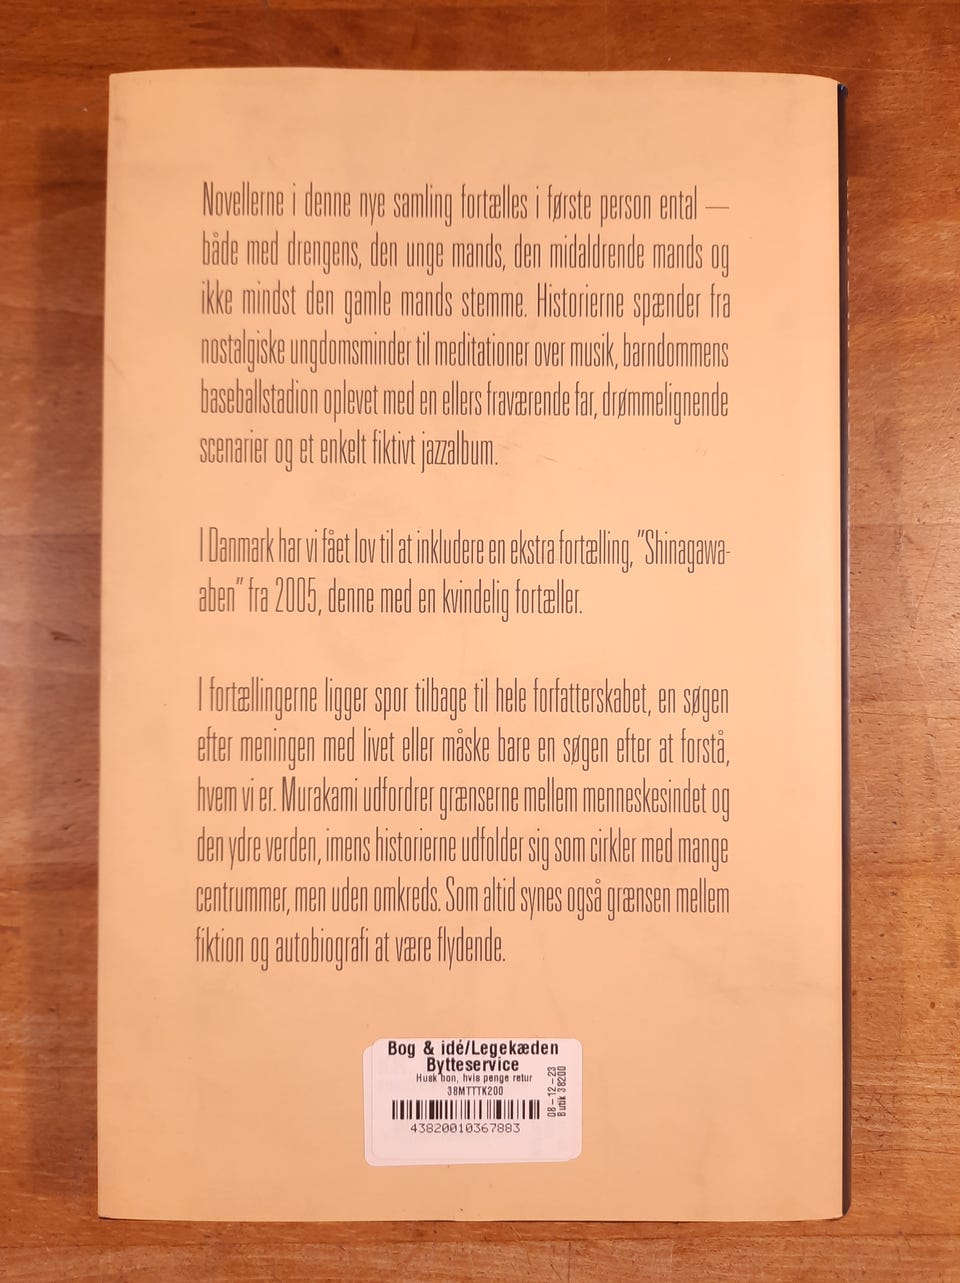 Novellerne i denne nye samling fortælles i første person ental –
både med drengens, den unge mands, den midaldrende mands og
ikke mindst den gamle mands stemme. Historierne spænder fra
nostalgiske ungdomsminder til meditationer over musik, barndommens
baseballstadion oplevet med en ellers fraværende far, drømmelignende
scenarier og et enkelt fiktivt jazzalbum.
I Danmark har vi fået lov til at inkludere en ekstra fortælling, ”Shinagawa-
aben” fra 2005, denne med en kvindelig fortæller.
I fortællingerne ligger spor tilbage til hele forfatterskabet, en søgen
efter meningen med livet eller måske bare en søgen efter at forstå,
hvem vi er. Murakami udfordrer grænserne mellem menneskesindet og
den ydre verden, imens historierne udfolder sig som cirkler med mange
centrummer, men uden omkreds. Som altid synes også grænsen mellem
fiktion og autobiografi at være flydende.
Bog & idé/Legekæden
Bytteservice
Husk bon, hvis penge retur
38MTTTK200
43820010367883
08-12-23
Butik 38200